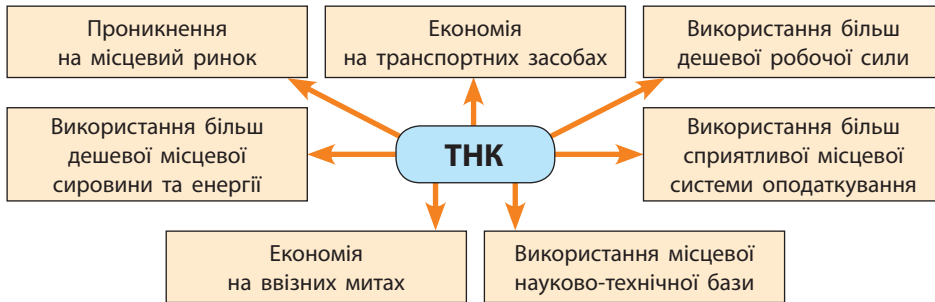 Проникнення
на місцевий ринок
Економія
на транспортних засобах
Використання більш
дешевої робочої сили
Використання більш
дешевої місцевої
сировини та енергії
ТНК
Використання більш
сприятливої місцевої
системи оподаткування
Економія
на ввізних митах
Використання місцевої
науково-технічної бази